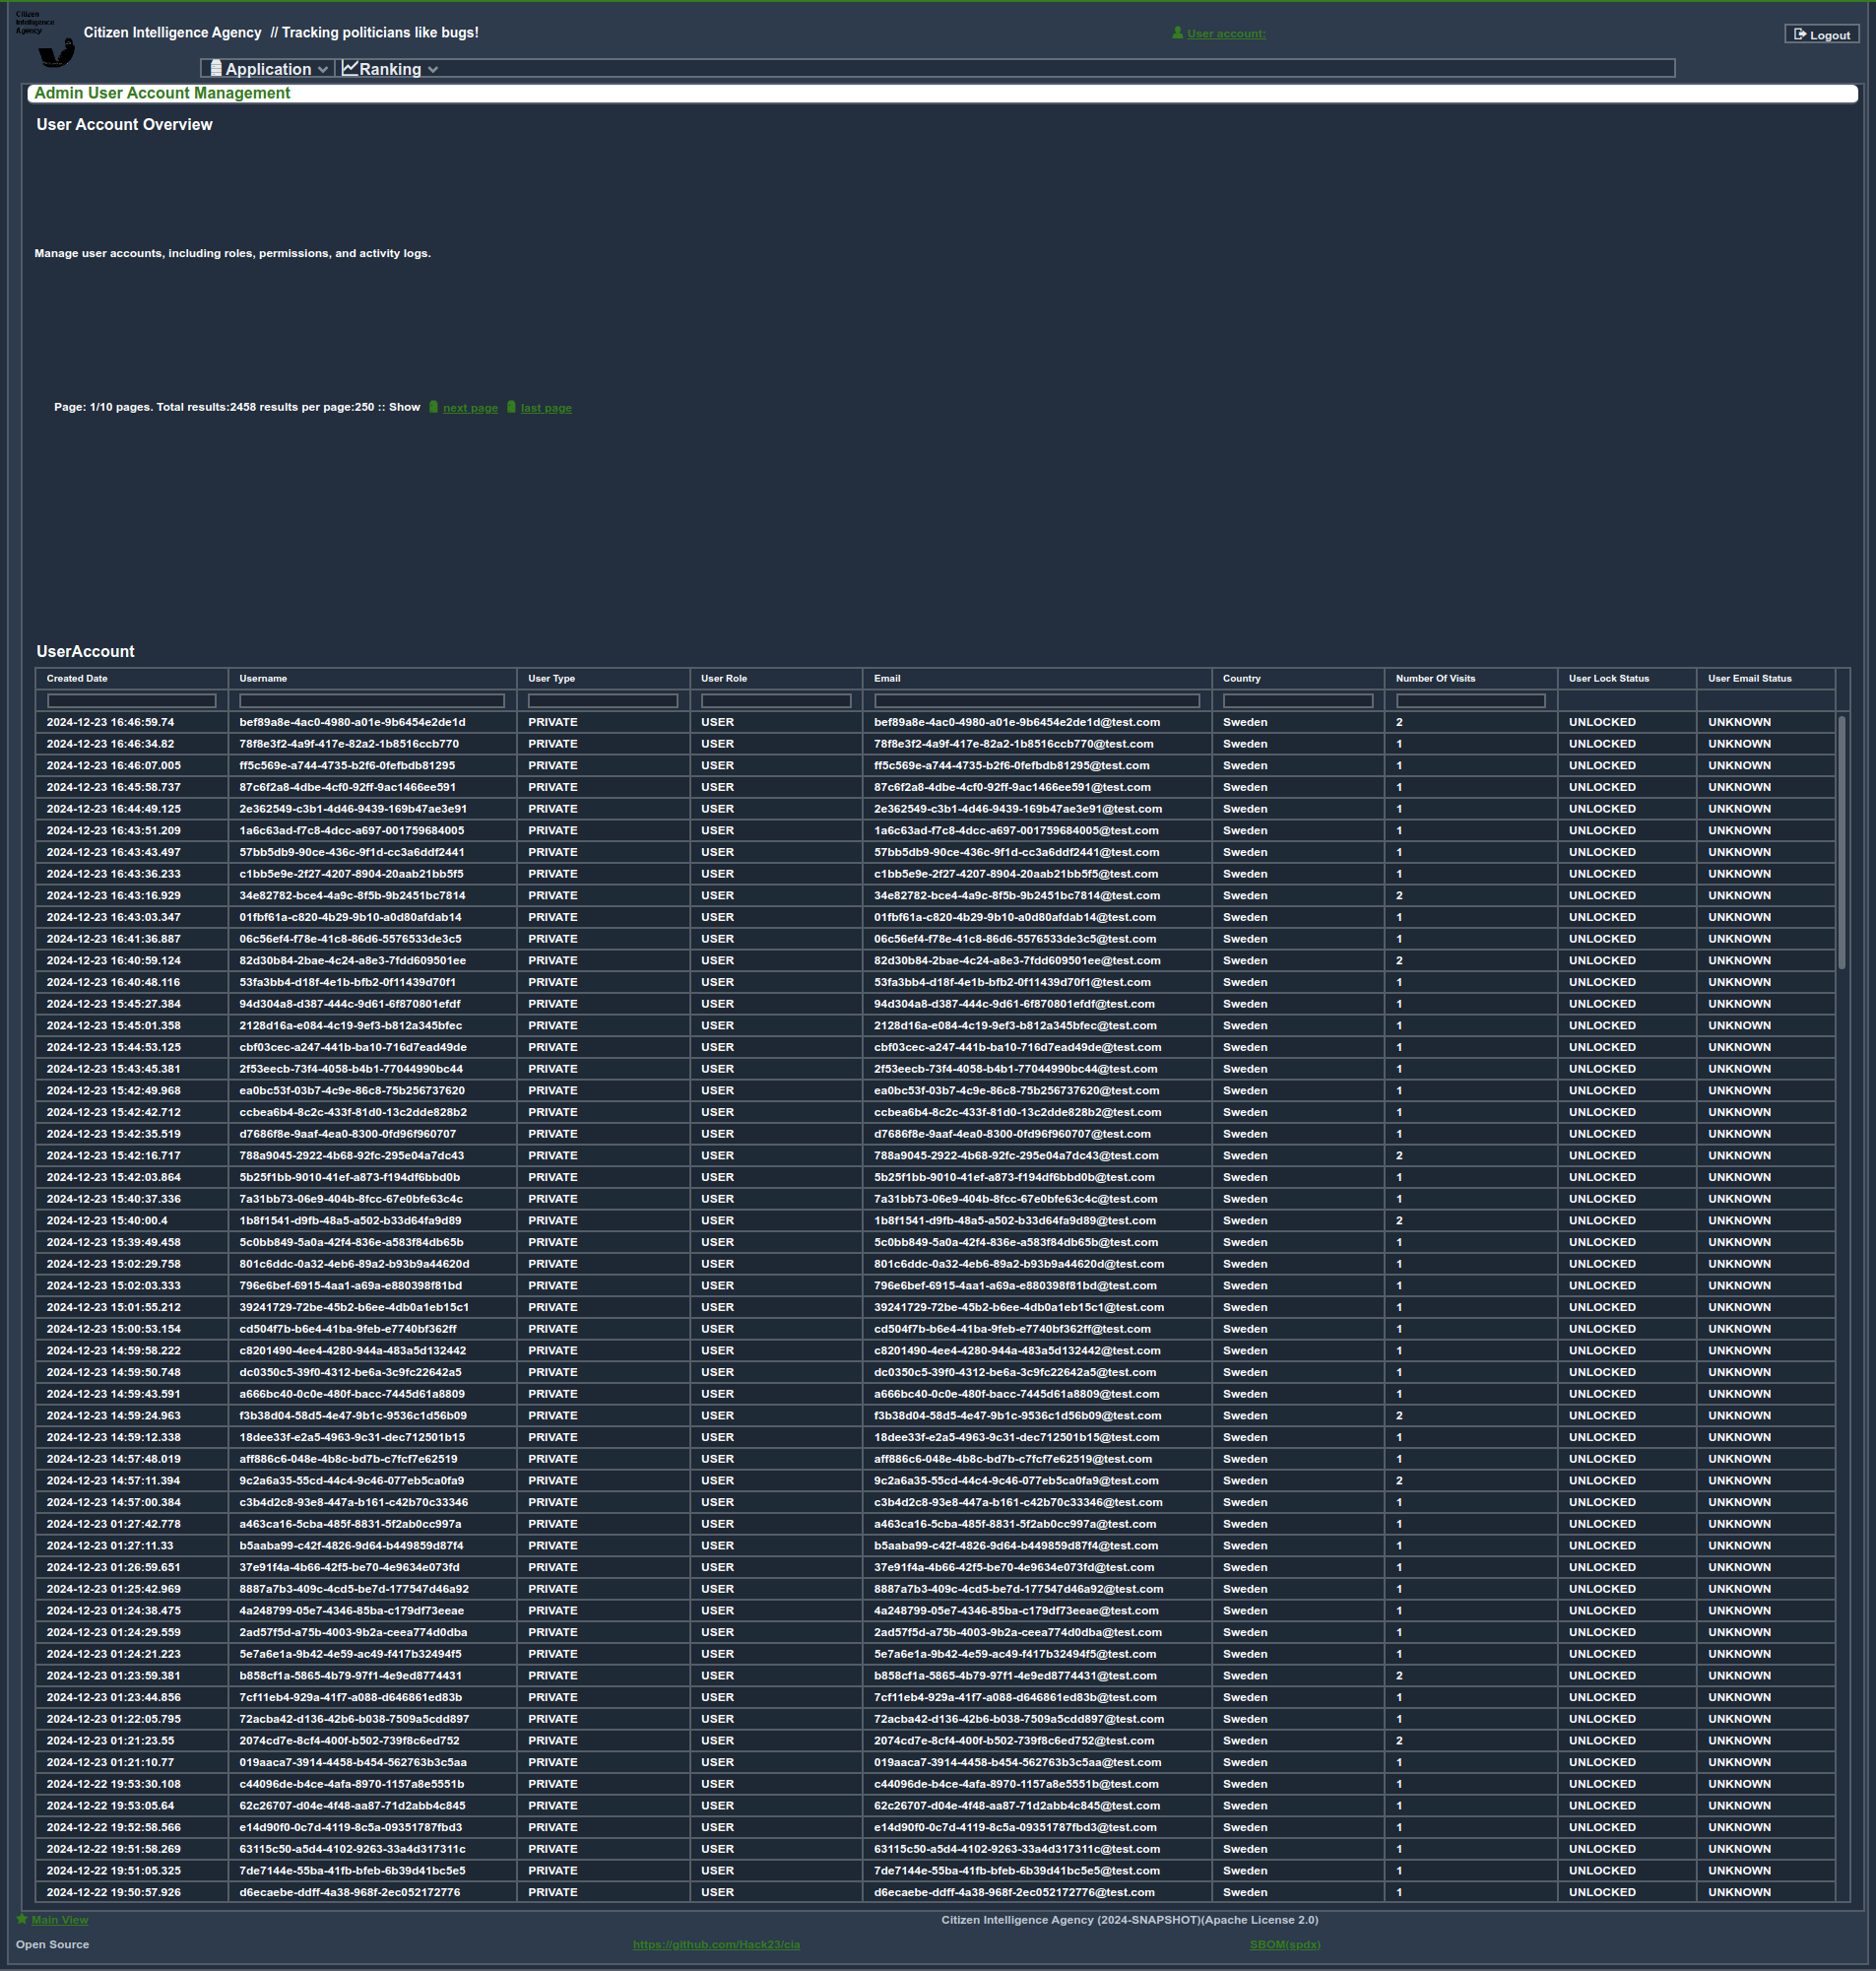 Citizen
Intelligence
Agency
Citizen Intelligence Agency // Tracking politicians like bugs!
User account:
Logout
Application Ranking
Admin User Account Management
User Account Overview
Manage user accounts, including roles, permissions, and activity logs.
Page: 1/10 pages. Total results:2458 results per page:250 :: Show next page last page
UserAccount
Created Date Username User Type User Role Email Country Number Of Visits User Lock Status User Email Status
2024-12-23 16:46:59.74 bef89a8e-4ac0-4980-a01e-9b6454e2de1d PRIVATE USER bef89a8e-4ac0-4980-a01e-9b6454e2de1d@test.com Sweden 2 UNLOCKED UNKNOWN
2024-12-23 16:46:34.82 78f8e3f2-4a9f-417e-82a2-1b8516ccb770 PRIVATE USER 78f8e3f2-4a9f-417e-82a2-1b8516ccb770@test.com Sweden 1 UNLOCKED UNKNOWN
2024-12-23 16:46:07.005 ff5c569e-a744-4735-b2f6-0fefbdb81295 PRIVATE USER ff5c569e-a744-4735-b2f6-0fefbdb81295@test.com Sweden 1 UNLOCKED UNKNOWN
2024-12-23 16:45:58.737 87c6f2a8-4dbe-4cf0-92ff-9ac1466ee591 PRIVATE USER 87c6f2a8-4dbe-4cf0-92ff-9ac1466ee591@test.com Sweden 1 UNLOCKED UNKNOWN
2024-12-23 16:44:49.125 2e362549-c3b1-4d46-9439-169b47ae3e91 PRIVATE USER 2e362549-c3b1-4d46-9439-169b47ae3e91@test.com Sweden 1 UNLOCKED UNKNOWN
2024-12-23 16:43:51.209 1a6c63ad-f7c8-4dcc-a697-001759684005 PRIVATE USER 1a6c63ad-f7c8-4dcc-a697-001759684005@test.com Sweden 1 UNLOCKED UNKNOWN
2024-12-23 16:43:43.497 57bb5db9-90ce-436c-9f1d-cc3a6ddf2441 PRIVATE USER 57bb5db9-90ce-436c-9f1d-cc3a6ddf2441@test.com Sweden 1 UNLOCKED UNKNOWN
2024-12-23 16:43:36.233 c1bb5e9e-2f27-4207-8904-20aab21bb5f5 PRIVATE USER c1bb5e9e-2f27-4207-8904-20aab21bb5f5@test.com Sweden 1 UNLOCKED UNKNOWN
2024-12-23 16:43:16.929 34e82782-bce4-4a9c-8f5b-9b2451bc7814 PRIVATE USER 34e82782-bce4-4a9c-8f5b-9b2451bc7814@test.com Sweden 2 UNLOCKED UNKNOWN
2024-12-23 16:43:03.347 01fbf61a-c820-4b29-9b10-a0d80afdab14 PRIVATE USER 01fbf61a-c820-4b29-9b10-a0d80afdab14@test.com Sweden 1 UNLOCKED UNKNOWN
2024-12-23 16:41:36.887 06c56ef4-f78e-41c8-86d6-5576533de3c5 PRIVATE USER 06c56ef4-f78e-41c8-86d6-5576533de3c5@test.com Sweden 1 UNLOCKED UNKNOWN
2024-12-23 16:40:59.124 82d30b84-2bae-4c24-a8e3-7fdd609501ee PRIVATE USER 82d30b84-2bae-4c24-a8e3-7fdd609501ee@test.com Sweden 2 UNLOCKED UNKNOWN
2024-12-23 16:40:48.116 53fa3bb4-d18f-4e1b-bfb2-0f11439d70f1 PRIVATE USER 53fa3bb4-d18f-4e1b-bfb2-0f11439d70f1@test.com Sweden 1 UNLOCKED UNKNOWN
2024-12-23 15:45:27.384 94d304a8-d387-444c-9d61-6f870801efdf PRIVATE USER 94d304a8-d387-444c-9d61-6f870801efdf@test.com Sweden 1 UNLOCKED UNKNOWN
2024-12-23 15:45:01.358 2128d16a-e084-4c19-9ef3-b812a345bfec PRIVATE USER 2128d16a-e084-4c19-9ef3-b812a345bfec@test.com Sweden 1 UNLOCKED UNKNOWN
2024-12-23 15:44:53.125 cbf03cec-a247-441b-ba10-716d7ead49de PRIVATE USER cbf03cec-a247-441b-ba10-716d7ead49de@test.com Sweden 1 UNLOCKED UNKNOWN
2024-12-23 15:43:45.381 2f53eecb-73f4-4058-b4b1-77044990bc44 PRIVATE USER 2f53eecb-73f4-4058-b4b1-77044990bc44@test.com Sweden 1 UNLOCKED UNKNOWN
2024-12-23 15:42:49.968 ea0bc53f-03b7-4c9e-86c8-75b256737620 PRIVATE USER ea0bc53f-03b7-4c9e-86c8-75b256737620@test.com Sweden 1 UNLOCKED UNKNOWN
2024-12-23 15:42:42.712 ccbea6b4-8c2c-433f-81d0-13c2dde828b2 PRIVATE USER ccbea6b4-8c2c-433f-81d0-13c2dde828b2@test.com Sweden 1 UNLOCKED UNKNOWN
2024-12-23 15:42:35.519 d7686f8e-9aaf-4ea0-8300-0fd96f960707 PRIVATE USER d7686f8e-9aaf-4ea0-8300-0fd96f960707@test.com Sweden 1 UNLOCKED UNKNOWN
2024-12-23 15:42:16.717 788a9045-2922-4b68-92fc-295e04a7dc43 PRIVATE USER 788a9045-2922-4b68-92fc-295e04a7dc43@test.com Sweden 2 UNLOCKED UNKNOWN
2024-12-23 15:42:03.864 5b25f1bb-9010-41ef-a873-f194df6bbd0b PRIVATE USER 5b25f1bb-9010-41ef-a873-f194df6bbd0b@test.com Sweden 1 UNLOCKED UNKNOWN
2024-12-23 15:40:37.336 7a31bb73-06e9-404b-8fcc-67e0bfe63c4c PRIVATE USER 7a31bb73-06e9-404b-8fcc-67e0bfe63c4c@test.com Sweden 1 UNLOCKED UNKNOWN
2024-12-23 15:40:00.4 1b8f1541-d9fb-48a5-a502-b33d64fa9d89 PRIVATE USER 1b8f1541-d9fb-48a5-a502-b33d64fa9d89@test.com Sweden 2 UNLOCKED UNKNOWN
2024-12-23 15:39:49.458 5c0bb849-5a0a-42f4-836e-a583f84db65b PRIVATE USER 5c0bb849-5a0a-42f4-836e-a583f84db65b@test.com Sweden 1 UNLOCKED UNKNOWN
2024-12-23 15:02:29.758 801c6ddc-0a32-4eb6-89a2-b93b9a44620d PRIVATE USER 801c6ddc-0a32-4eb6-89a2-b93b9a44620d@test.com Sweden 1 UNLOCKED UNKNOWN
2024-12-23 15:02:03.333 796e6bef-6915-4aa1-a69a-e880398f81bd PRIVATE USER 796e6bef-6915-4aa1-a69a-e880398f81bd@test.com Sweden 1 UNLOCKED UNKNOWN
2024-12-23 15:01:55.212 39241729-72be-45b2-b6ee-4db0a1eb15c1 PRIVATE USER 39241729-72be-45b2-b6ee-4db0a1eb15c1@test.com Sweden 1 UNLOCKED UNKNOWN
2024-12-23 15:00:53.154 cd504f7b-b6e4-41ba-9feb-e7740bf362ff PRIVATE USER cd504f7b-b6e4-41ba-9feb-e7740bf362ff@test.com Sweden 1 UNLOCKED UNKNOWN
2024-12-23 14:59:58.222 c8201490-4ee4-4280-944a-483a5d132442 PRIVATE USER c8201490-4ee4-4280-944a-483a5d132442@test.com Sweden 1 UNLOCKED UNKNOWN
2024-12-23 14:59:50.748 dc0350c5-39f0-4312-be6a-3c9fc22642a5 PRIVATE USER dc0350c5-39f0-4312-be6a-3c9fc22642a5@test.com Sweden 1 UNLOCKED UNKNOWN
2024-12-23 14:59:43.591 a666bc40-0c0e-480f-bacc-7445d61a8809 PRIVATE USER a666bc40-0c0e-480f-bacc-7445d61a8809@test.com Sweden 1 UNLOCKED UNKNOWN
2024-12-23 14:59:24.963 f3b38d04-58d5-4e47-9b1c-9536c1d56b09 PRIVATE USER f3b38d04-58d5-4e47-9b1c-9536c1d56b09@test.com Sweden 2 UNLOCKED UNKNOWN
2024-12-23 14:59:12.338 18dee33f-e2a5-4963-9c31-dec712501b15 PRIVATE USER 18dee33f-e2a5-4963-9c31-dec712501b15@test.com Sweden 1 UNLOCKED UNKNOWN
2024-12-23 14:57:48.019 aff886c6-048e-4b8c-bd7b-c7fcf7e62519 PRIVATE USER aff886c6-048e-4b8c-bd7b-c7fcf7e62519@test.com Sweden 1 UNLOCKED UNKNOWN
2024-12-23 14:57:11.394 9c2a6a35-55cd-44c4-9c46-077eb5ca0fa9 PRIVATE USER 9c2a6a35-55cd-44c4-9c46-077eb5ca0fa9@test.com Sweden 2 UNLOCKED UNKNOWN
2024-12-23 14:57:00.384 c3b4d2c8-93e8-447a-b161-c42b70c33346 PRIVATE USER c3b4d2c8-93e8-447a-b161-c42b70c33346@test.com Sweden 1 UNLOCKED UNKNOWN
2024-12-23 01:27:42.778 a463ca16-5cba-485f-8831-5f2ab0cc997a PRIVATE USER a463ca16-5cba-485f-8831-5f2ab0cc997a@test.com Sweden 1 UNLOCKED UNKNOWN
2024-12-23 01:27:11.33 b5aaba99-c42f-4826-9d64-b449859d87f4 PRIVATE USER b5aaba99-c42f-4826-9d64-b449859d87f4@test.com Sweden 1 UNLOCKED UNKNOWN
2024-12-23 01:26:59.651 37e91f4a-4b66-42f5-be70-4e9634e073fd PRIVATE USER 37e91f4a-4b66-42f5-be70-4e9634e073fd@test.com Sweden 1 UNLOCKED UNKNOWN
2024-12-23 01:25:42.969 8887a7b3-409c-4cd5-be7d-177547d46a92 PRIVATE USER 8887a7b3-409c-4cd5-be7d-177547d46a92@test.com Sweden 1 UNLOCKED UNKNOWN
2024-12-23 01:24:38.475 4a248799-05e7-4346-85ba-c179df73eeae PRIVATE USER 4a248799-05e7-4346-85ba-c179df73eeae@test.com Sweden 1 UNLOCKED UNKNOWN
2024-12-23 01:24:29.559 2ad57f5d-a75b-4003-9b2a-ceea774d0dba PRIVATE USER 2ad57f5d-a75b-4003-9b2a-ceea774d0dba@test.com Sweden 1 UNLOCKED UNKNOWN
2024-12-23 01:24:21.223 5e7a6e1a-9b42-4e59-ac49-f417b32494f5 PRIVATE USER 5e7a6e1a-9b42-4e59-ac49-f417b32494f5@test.com Sweden 1 UNLOCKED UNKNOWN
2024-12-23 01:23:59.381 b858cf1a-5865-4b79-97f1-4e9ed8774431 PRIVATE USER b858cf1a-5865-4b79-97f1-4e9ed8774431@test.com Sweden 2 UNLOCKED UNKNOWN
2024-12-23 01:23:44.856 7cf11eb4-929a-41f7-a088-d646861ed83b PRIVATE USER 7cf11eb4-929a-41f7-a088-d646861ed83b@test.com Sweden 1 UNLOCKED UNKNOWN
2024-12-23 01:22:05.795 72acba42-d136-42b6-b038-7509a5cdd897 PRIVATE USER 72acba42-d136-42b6-b038-7509a5cdd897@test.com Sweden 1 UNLOCKED UNKNOWN
2024-12-23 01:21:23.55 2074cd7e-8cf4-400f-b502-739f8c6ed752 PRIVATE USER 2074cd7e-8cf4-400f-b502-739f8c6ed752@test.com Sweden 2 UNLOCKED UNKNOWN
2024-12-23 01:21:10.77 019aaca7-3914-4458-b454-562763b3c5aa PRIVATE USER 019aaca7-3914-4458-b454-562763b3c5aa@test.com Sweden 1 UNLOCKED UNKNOWN
2024-12-22 19:53:30.108 c44096de-b4ce-4afa-8970-1157a8e5551b PRIVATE USER c44096de-b4ce-4afa-8970-1157a8e5551b@test.com Sweden 1 UNLOCKED UNKNOWN
2024-12-22 19:53:05.64 62c26707-d04e-4f48-aa87-71d2abb4c845 PRIVATE USER 62c26707-d04e-4f48-aa87-71d2abb4c845@test.com Sweden 1 UNLOCKED UNKNOWN
2024-12-22 19:52:58.566 e14d90f0-0c7d-4119-8c5a-09351787fbd3 PRIVATE USER e14d90f0-0c7d-4119-8c5a-09351787fbd3@test.com Sweden 1 UNLOCKED UNKNOWN
2024-12-22 19:51:58.269 63115c50-a5d4-4102-9263-33a4d317311c PRIVATE USER 63115c50-a5d4-4102-9263-33a4d317311c@test.com Sweden 1 UNLOCKED UNKNOWN
2024-12-22 19:51:05.325 7de7144e-55ba-41fb-bfeb-6b39d41bc5e5 PRIVATE USER 7de7144e-55ba-41fb-bfeb-6b39d41bc5e5@test.com Sweden 1 UNLOCKED UNKNOWN
2024-12-22 19:50:57.926 d6ecaebe-ddff-4a38-968f-2ec052172776 PRIVATE USER d6ecaebe-ddff-4a38-968f-2ec052172776@test.com Sweden 1 UNLOCKED UNKNOWN
Main View Citizen Intelligence Agency (2024-SNAPSHOT)(Apache License 2.0)
Open Source https://github.com/Hack23/cia SBOM(spdx)